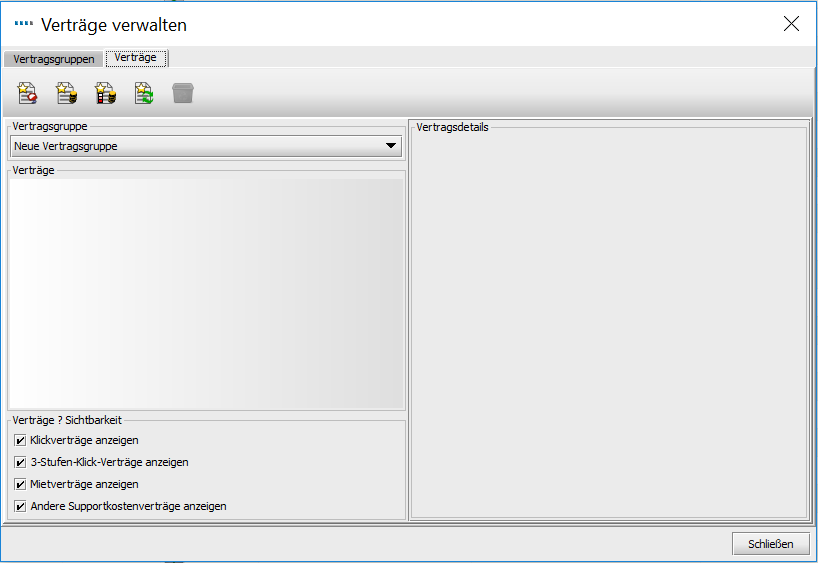 Verträge verwalten
Vertragsgruppen
Verträge
Vertragsgruppe
Neue Vertragsgruppe
Verträge
Verträge ? Sichtbarkeit
Klickverträge anzeigen
3-Stufen-Klick-Verträge anzeigen
Mietverträge anzeigen
Andere Supportkostenverträge anzeigen
Vertragsdetails
Schließen